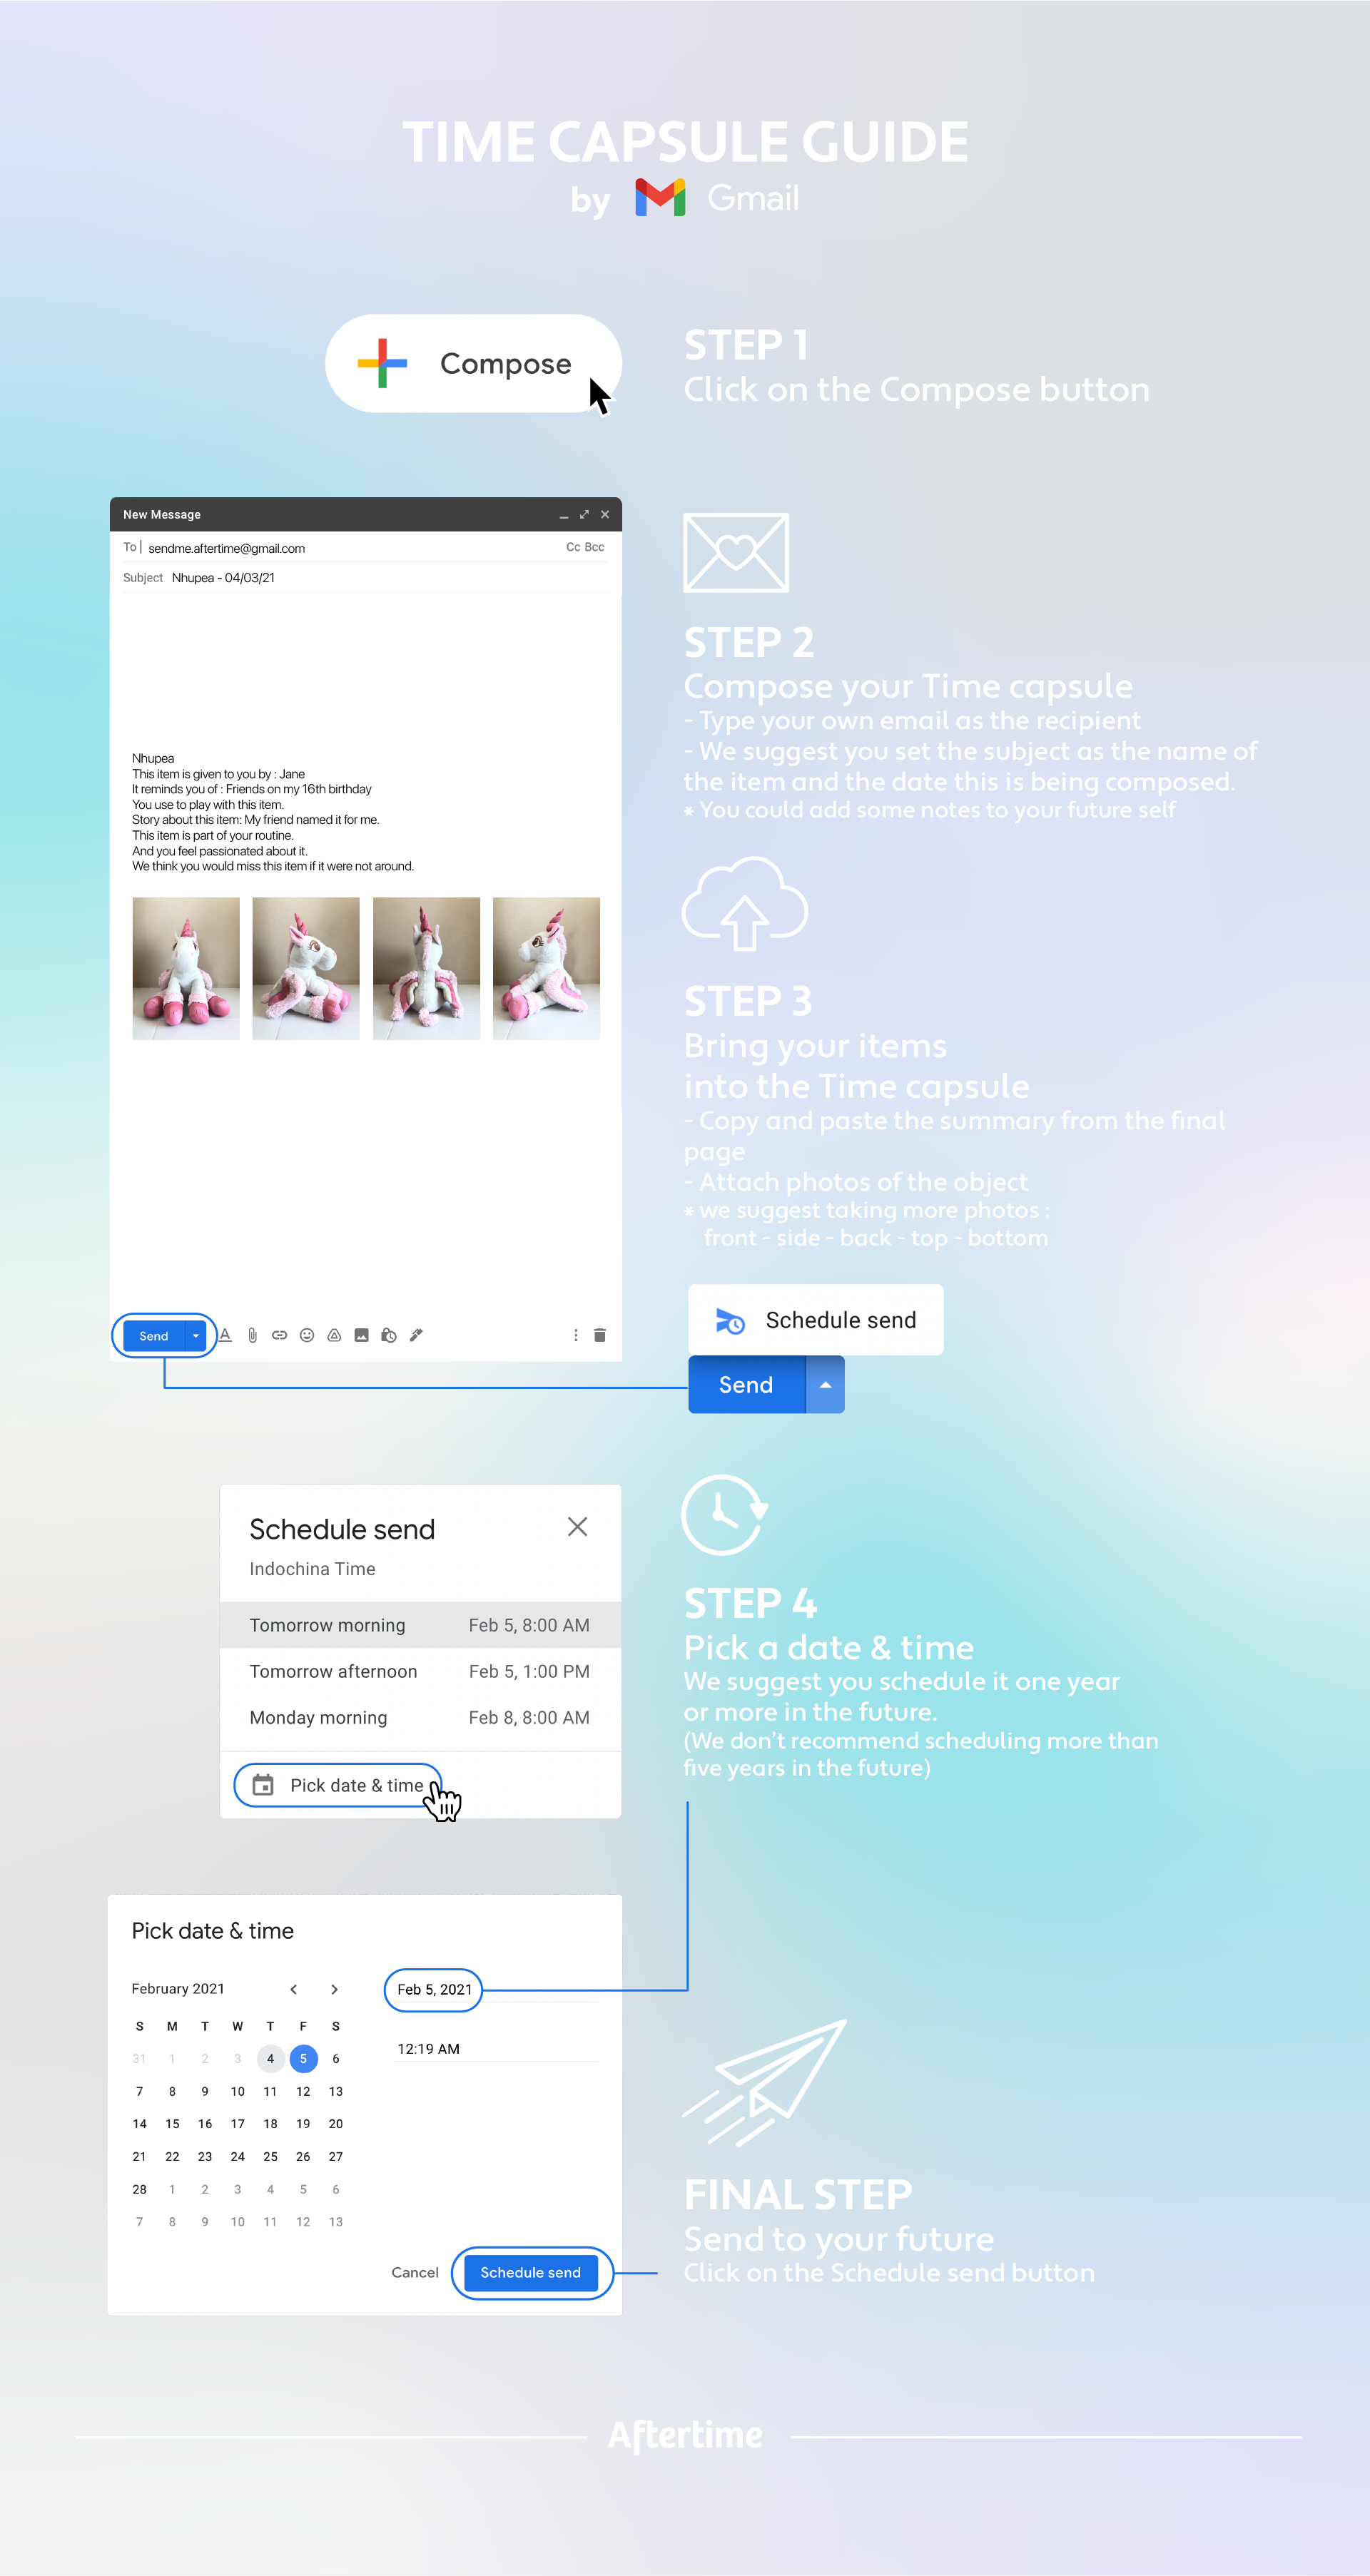 TIME CAPSULE GUIDE
by Gmail
Compose
STEP 1
Click on the Compose button
New Message
To sendme.aftertime@gmail.com Cc Bcc
Subject Nhupea - 04/03/21
Nhupea
This item is given to you by : Jane
It reminds you of : Friends on my 16th birthday
You use to play with this item.
Story about this item: My friend named it for me.
This item is part of your routine.
And you feel passionated about it.
We think you would miss this item if it were not around.
Send
STEP 2
Compose your Time capsule
- Type your own email as the recipient
- We suggest you set the subject as the name of
the item and the date this is being composed.
* You could add some notes to your future self
STEP 3
Bring your items
into the Time capsule
- Copy and paste the summary from the final
page
- Attach photos of the object
* we suggest taking more photos :
front - side - back - top - bottom
Schedule send
Send
Schedule send
Indochina Time
Tomorrow morning Feb 5, 8:00 AM
Tomorrow afternoon Feb 5, 1:00 PM
Monday morning Feb 8, 8:00 AM
Pick date & time
STEP 4
Pick a date & time
We suggest you schedule it one year
or more in the future.
(We don't recommend scheduling more than
five years in the future)
Pick date & time
February 2021
S M T W T F S
31 1 2 3 4 5 6
7 8 9 10 11 12 13
14 15 16 17 18 19 20
21 22 23 24 25 26 27
28 1 2 3 4 5 6
7 8 9 10 11 12 13
Feb 5, 2021
12:19 AM
Cancel Schedule send
FINAL STEP
Send to your future
Click on the Schedule send button
Aftertime